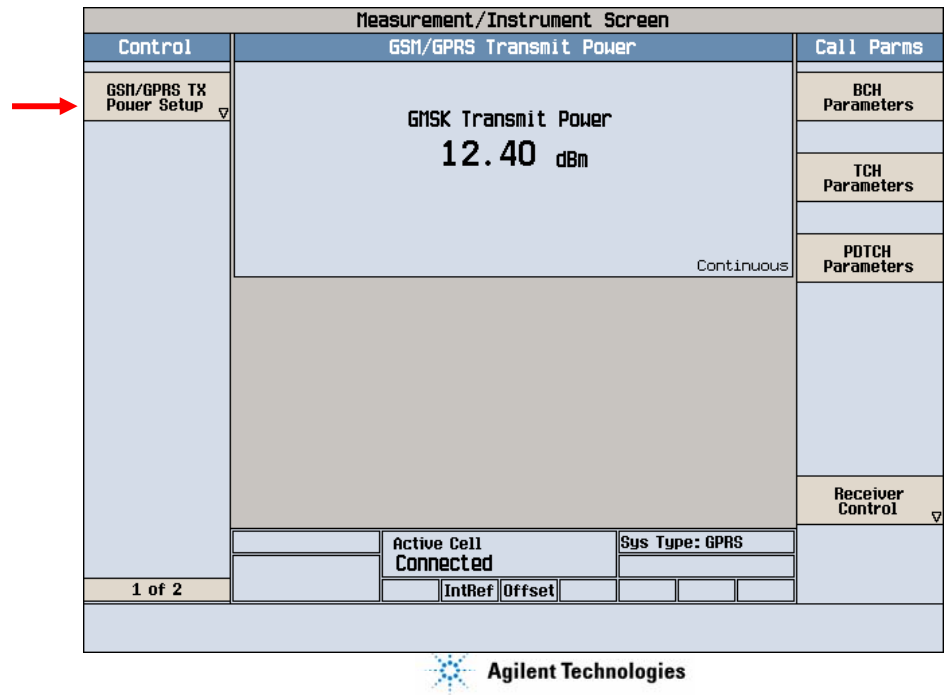 Measurement/Instrument Screen
Control
GSM/GPRS Transmit Power
Call Parms
GSM/GPRS TX
Power Setup
GMSK Transmit Power
12.40 dBm
Continuous
BCH
Parameters
TCH
Parameters
PDTCH
Parameters
Receiver
Control
Active Cell
Connected
Sys Type: GPRS
1 of 2
IntRef Offset
Agilent Technologies